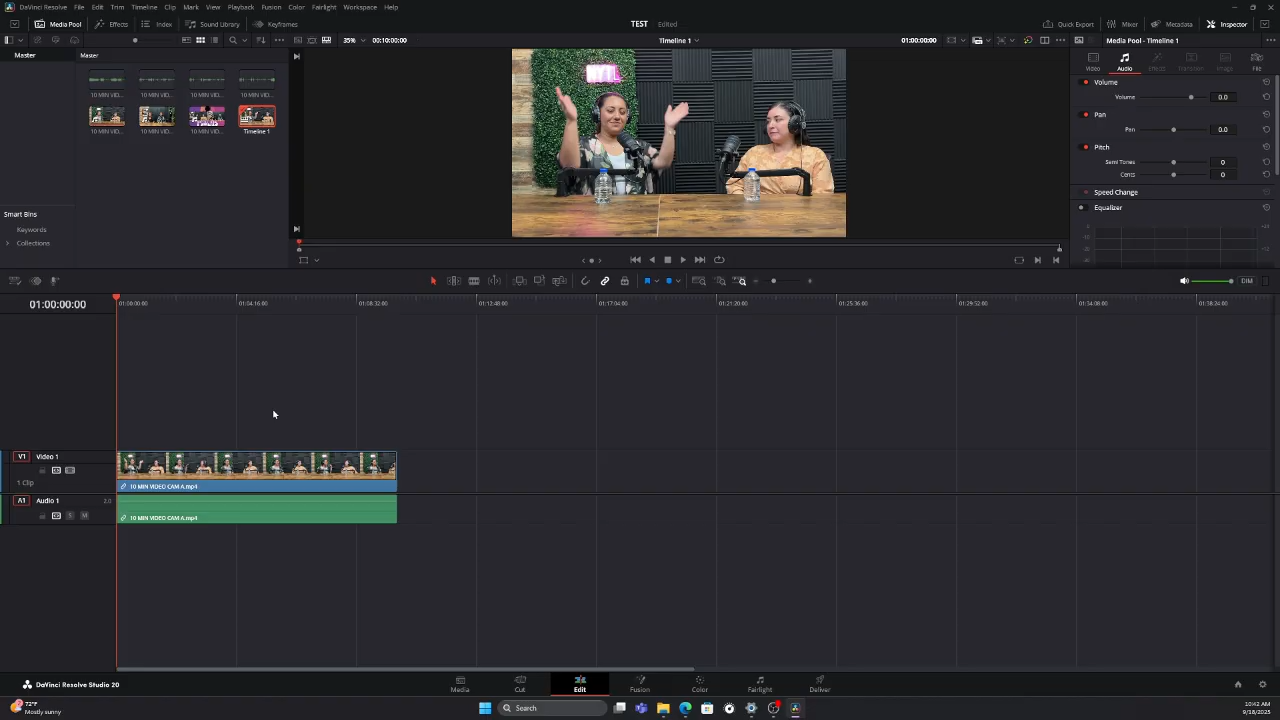 DaVinci Resolve File Edit Trim Timeline Clip Mark View Playback Fusion Color Fairlight Workspace Help
Media Pool Effects Index Sound Library Keyframes TEST Edited Quick Export Mixer Metadata Inspector
Master Master 35% 00:10:00:00 Timeline 1 01:00:00:00 Media Pool - Timeline 1
Video Audio Effects Transition Image File
Volume
Volume 0.0
Pan
Pan 0.0
Pitch
Semi Tones 0
Cents 0
Speed Change
Equalizer
10 MIN VID... 10 MIN VID... 10 MIN VID... 10 MIN VID...
10 MIN VID... 10 MIN VID... 10 MIN VID... Timeline 1
Smart Bins
Keywords
Collections
DIM
01:00:00:00 01:00:00:00 01:04:16:00 01:08:32:00 01:12:48:00 01:17:04:00 01:21:20:00 01:25:36:00 01:29:52:00 01:34:08:00 01:38:24:00
V1 Video 1
1 Clip
10 MIN VIDEO CAM A.mp4
A1 Audio 1 2.0
S M
10 MIN VIDEO CAM A.mp4
DaVinci Resolve Studio 20 Media Cut Edit Fusion Color Fairlight Deliver
72°F
Mostly sunny
Search
10:42 AM
9/18/2025